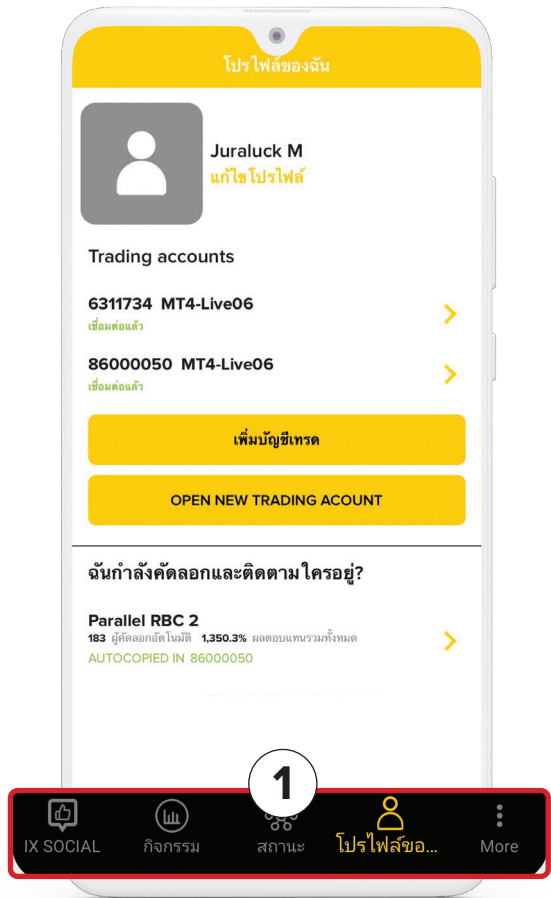 โปรไฟล์ของฉัน
Juraluck M
แก้ไขโปรไฟล์
Trading accounts
6311734 MT4-Live06
เชื่อมต่อแล้ว
86000050 MT4-Live06
เชื่อมต่อแล้ว
เพิ่มบัญชีเทรด
OPEN NEW TRADING ACOUNT
ฉันกำลังคัดลอกและติดตามใครอยู่?
Parallel RBC 2
183 ผู้คัดลอกอัตโนมัติ 1,350.3% ผลตอบแทนรวมทั้งหมด
AUTOCOPIED IN 86000050
1
IX SOCIAL กิจกรรม สถานะ โปรไฟล์ขอ... More